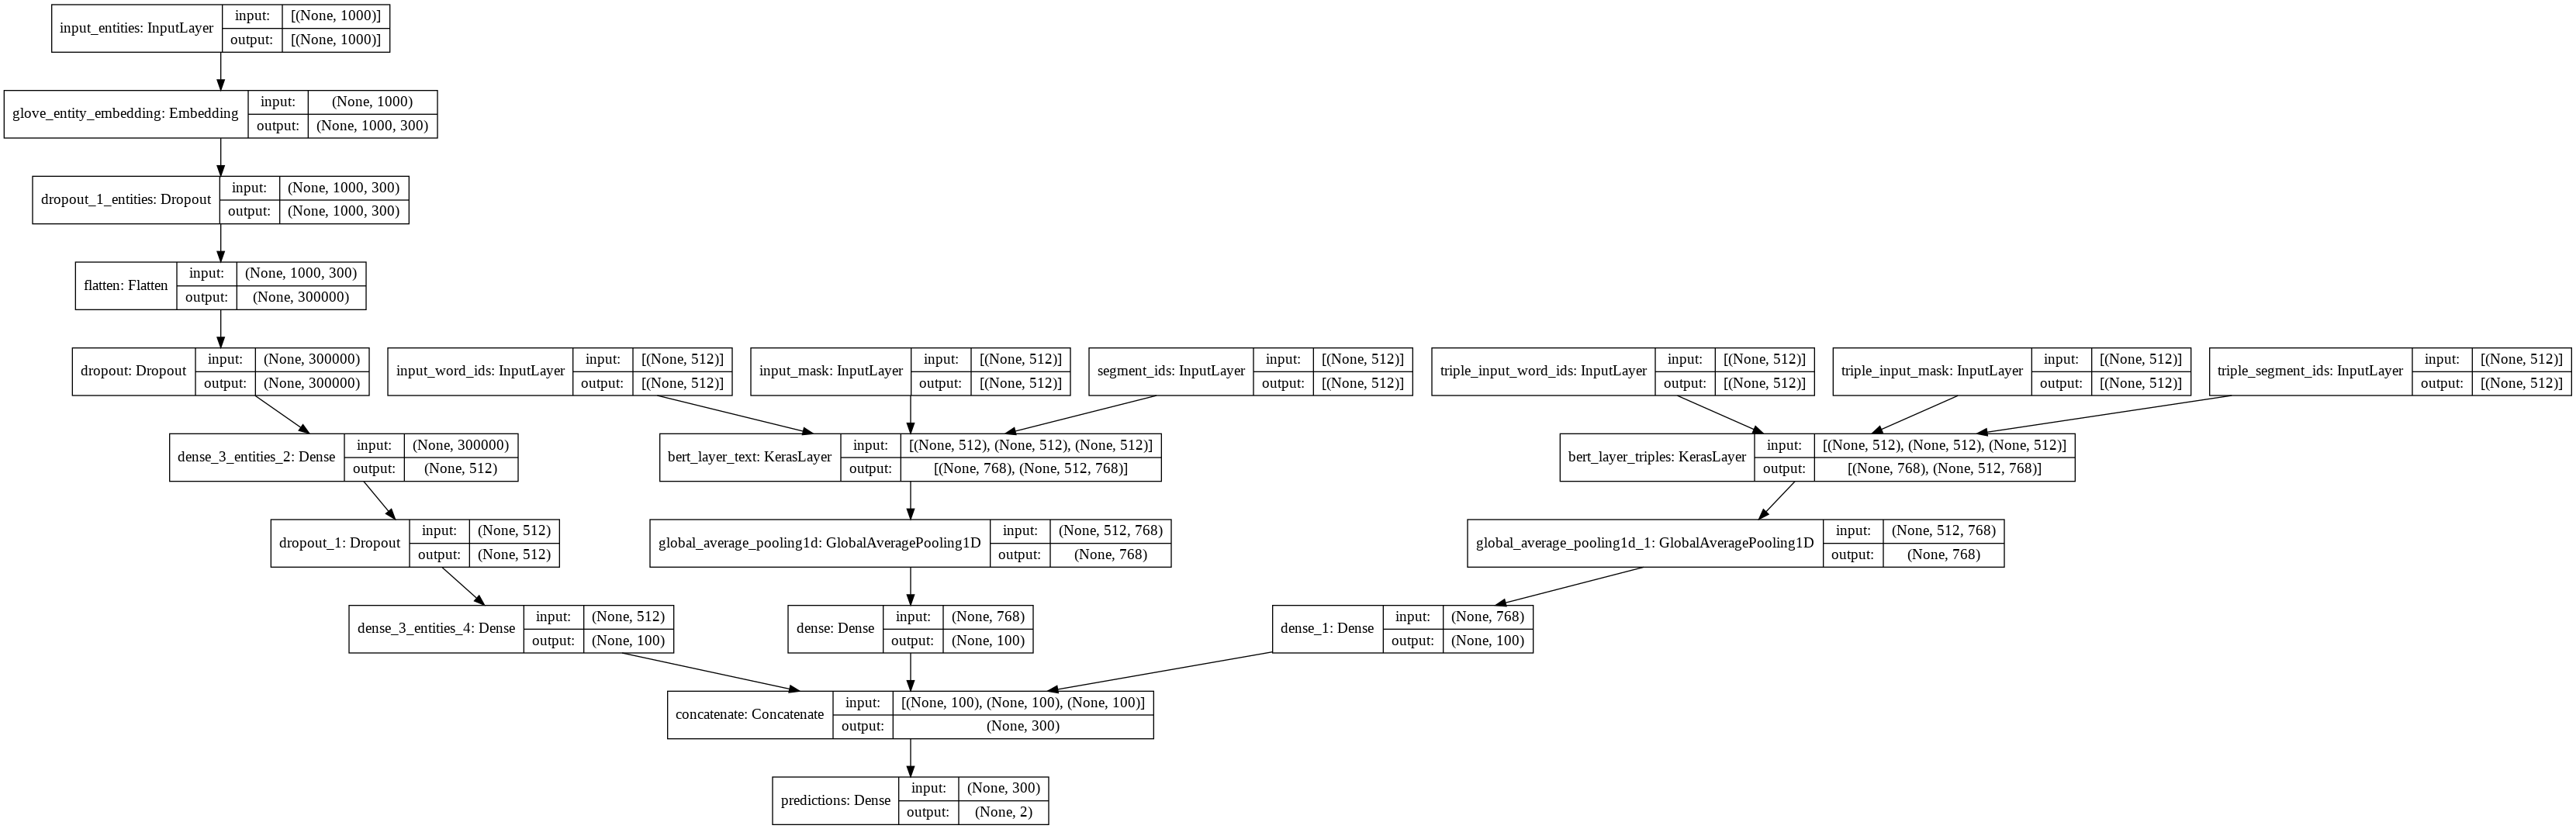 input_entities: InputLayer
input: [(None, 1000)]
output: [(None, 1000)]
glove_entity_embedding: Embedding
input: (None, 1000)
output: (None, 1000, 300)
dropout_1_entities: Dropout
input: (None, 1000, 300)
output: (None, 1000, 300)
flatten: Flatten
input: (None, 1000, 300)
output: (None, 300000)
dropout: Dropout
input: (None, 300000)
output: (None, 300000)
input_word_ids: InputLayer
input: [(None, 512)]
output: [(None, 512)]
input_mask: InputLayer
input: [(None, 512)]
output: [(None, 512)]
segment_ids: InputLayer
input: [(None, 512)]
output: [(None, 512)]
triple_input_word_ids: InputLayer
input: [(None, 512)]
output: [(None, 512)]
triple_input_mask: InputLayer
input: [(None, 512)]
output: [(None, 512)]
triple_segment_ids: InputLayer
input: [(None, 512)]
output: [(None, 512)]
dense_3_entities_2: Dense
input: (None, 300000)
output: (None, 512)
bert_layer_text: KerasLayer
input: [(None, 512), (None, 512), (None, 512)]
output: [(None, 768), (None, 512, 768)]
bert_layer_triples: KerasLayer
input: [(None, 512), (None, 512), (None, 512)]
output: [(None, 768), (None, 512, 768)]
dropout_1: Dropout
input: (None, 512)
output: (None, 512)
global_average_pooling1d: GlobalAveragePooling1D
input: (None, 512, 768)
output: (None, 768)
global_average_pooling1d_1: GlobalAveragePooling1D
input: (None, 512, 768)
output: (None, 768)
dense_3_entities_4: Dense
input: (None, 512)
output: (None, 100)
dense: Dense
input: (None, 768)
output: (None, 100)
dense_1: Dense
input: (None, 768)
output: (None, 100)
concatenate: Concatenate
input: [(None, 100), (None, 100), (None, 100)]
output: (None, 300)
predictions: Dense
input: (None, 300)
output: (None, 2)